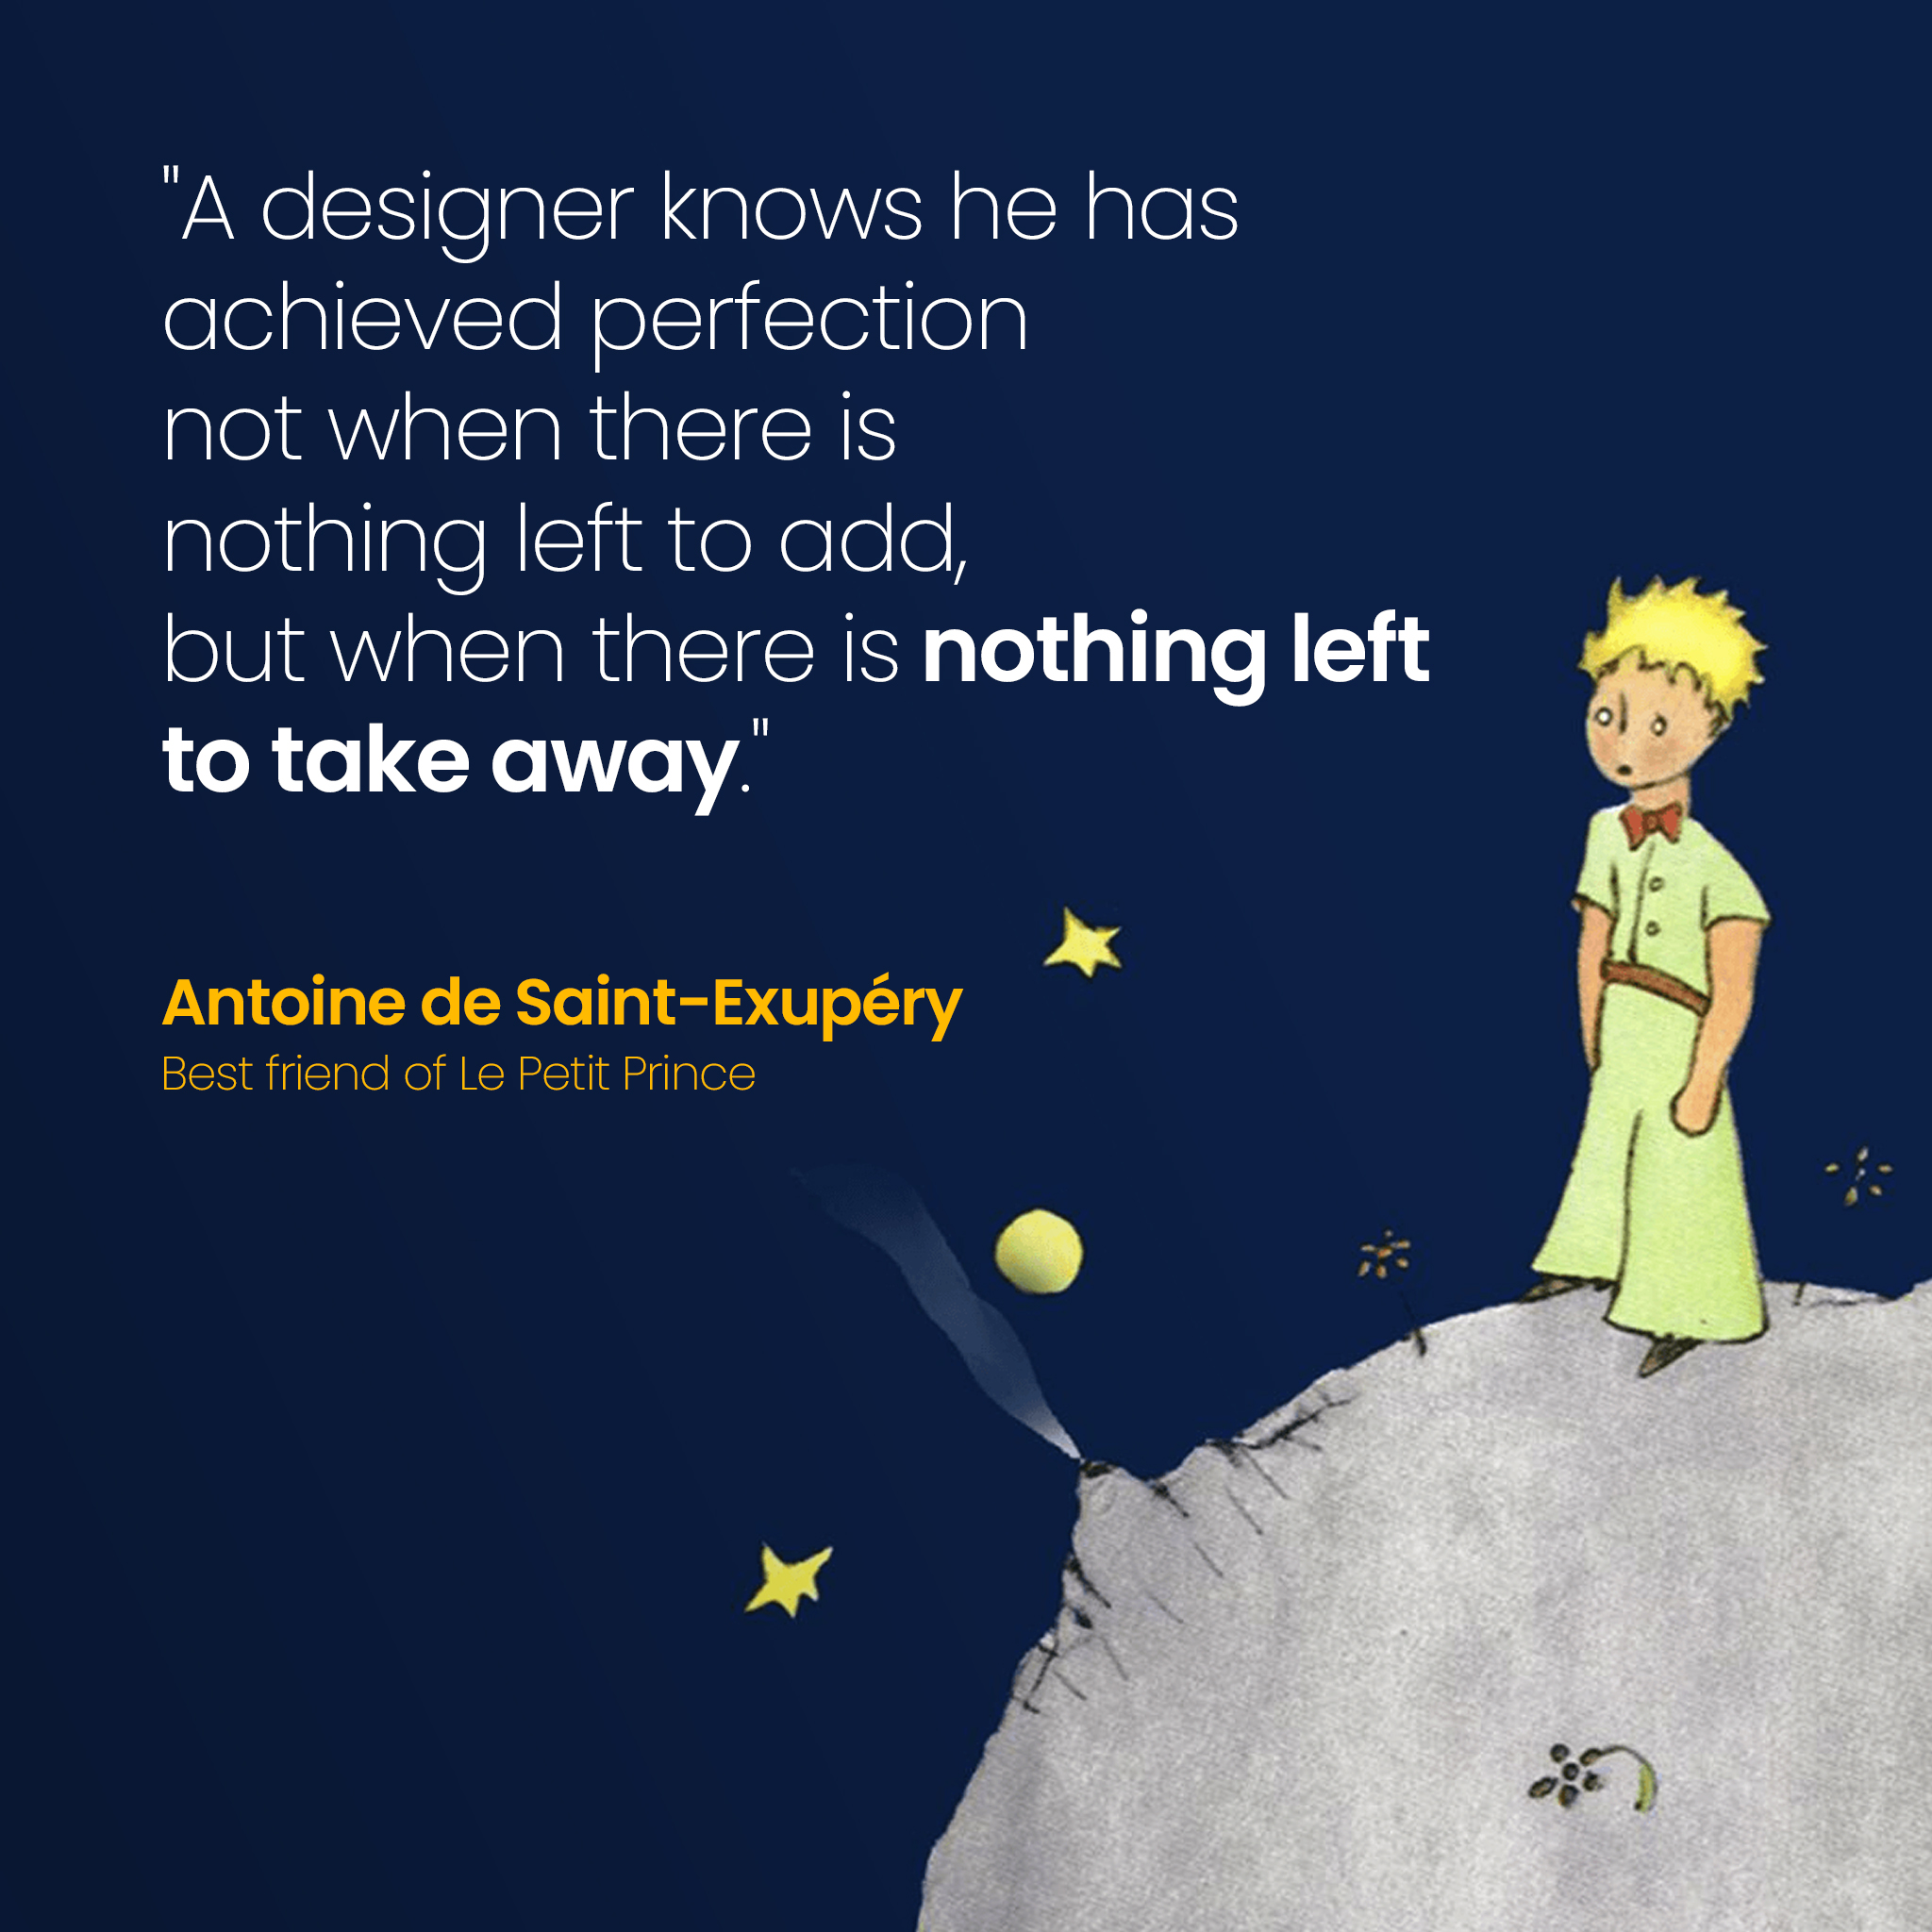 "A designer knows he has
achieved perfection
not when there is
nothing left to add,
but when there is nothing left
to take away."
Antoine de Saint-Exupéry
Best friend of Le Petit Prince